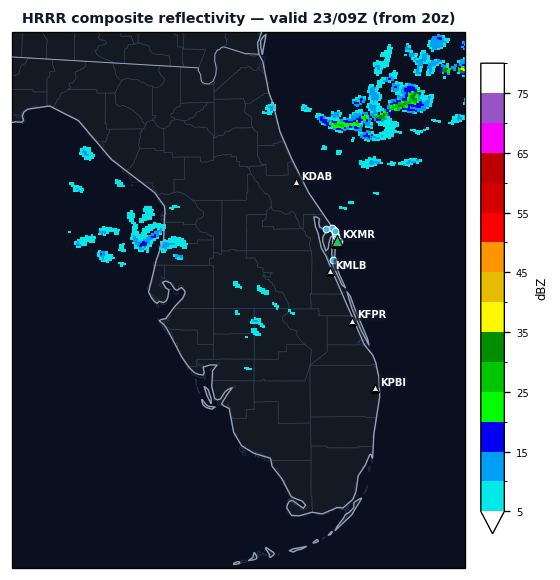 HRRR composite reflectivity — valid 23/09Z (from 20z)
KDAB
KXMR
KMLB
KFPR
KPBI
75
65
55
45
35
25
15
5
dBZ